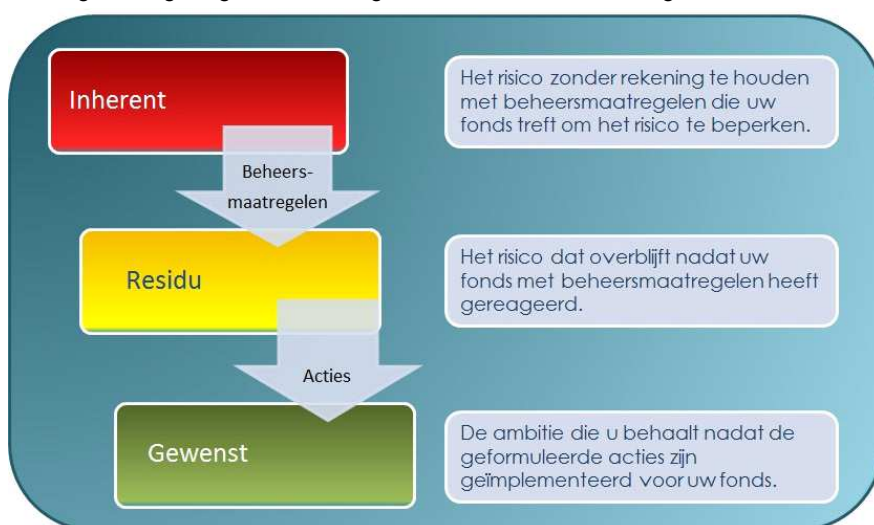 Inherent
Het risico zonder rekening te houden
met beheersmaatregelen die uw
fonds treft om het risico te beperken.
Beheers-
maatregelen
Residu
Het risico dat overblijft nadat uw
fonds met beheersmaatregelen heeft
gereageerd.
Acties
Gewenst
De ambitie die u behaalt nadat de
geformuleerde acties zijn
geïmplementeerd voor uw fonds.